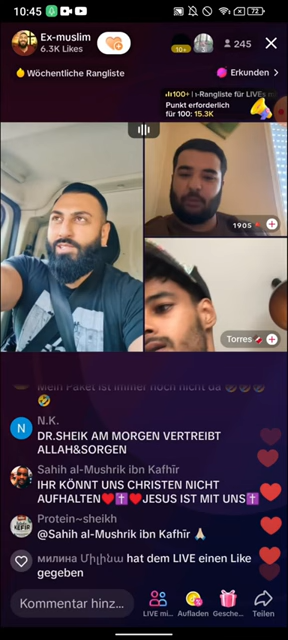 10:45
72
Ex-muslim
6.3K Likes
10+
245
Wöchentliche Rangliste
Erkunden >
100+ | Rangliste für LIVEs
Punkt erforderlich
für 100: 15.3K
1905
Torres
Mein Paket ist immer noch nicht da 🤣🤣🤣
🤣
N
N.K.
DR.SHEIK AM MORGEN VERTREIBT
ALLAH&SORGEN
Sahih al-Mushrik ibn Kafhīr
IHR KÖNNT UNS CHRISTEN NICHT
AUFHALTEN♥️✝️♥️JESUS IST MIT UNS✝️
Protein~sheikh
@Sahih al-Mushrik ibn Kafhīr 🙏🏻
милина Միլինա hat dem LIVE einen Like
gegeben
Kommentar hinz...
LIVE mi... Aufladen Gesche... Teilen